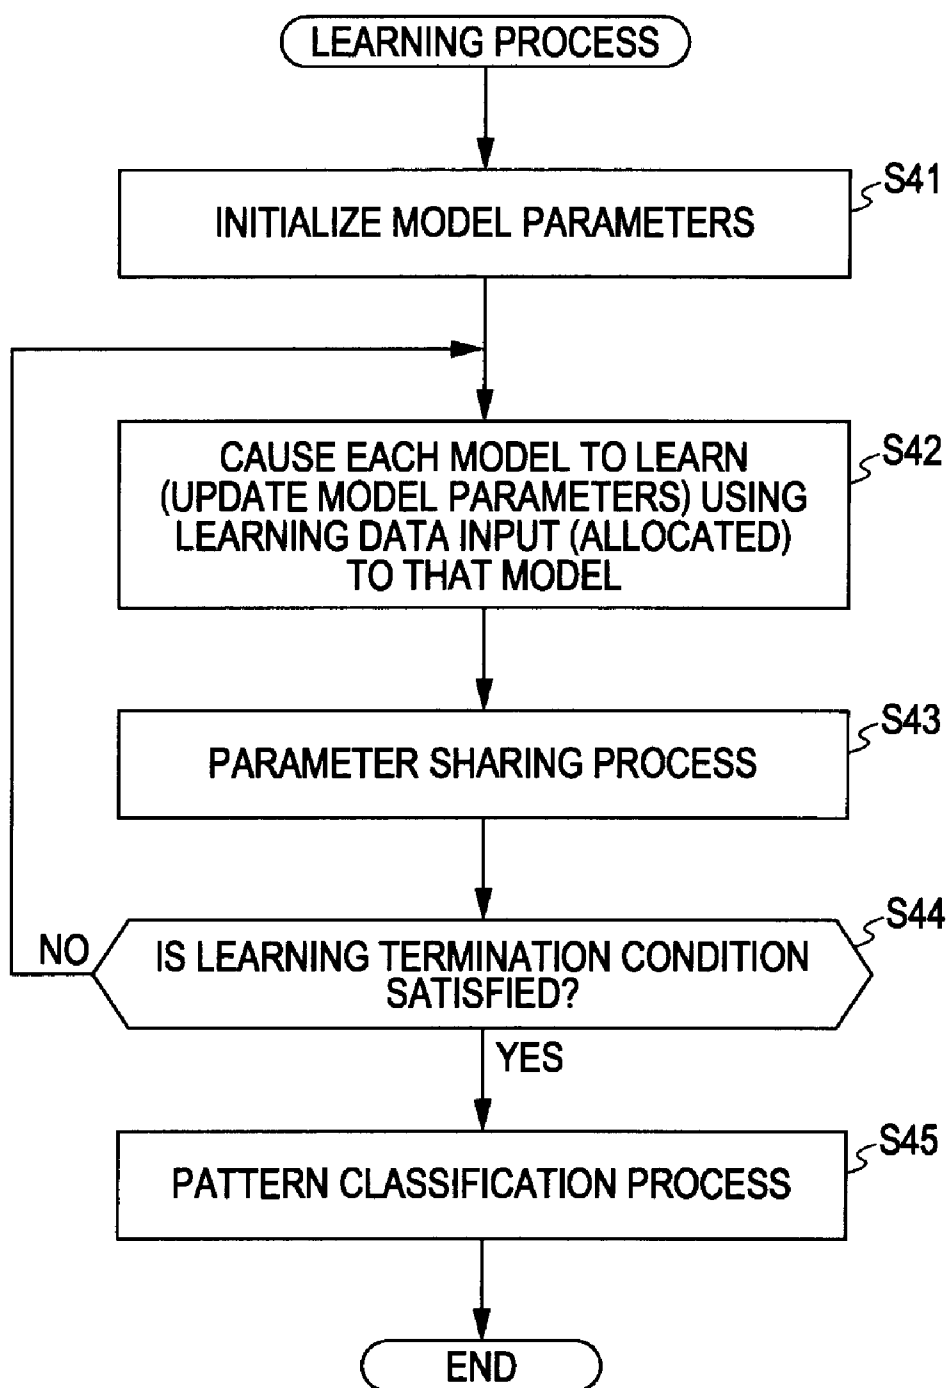 LEARNING PROCESS
S41
INITIALIZE MODEL PARAMETERS
S42
CAUSE EACH MODEL TO LEARN
(UPDATE MODEL PARAMETERS) USING
LEARNING DATA INPUT (ALLOCATED)
TO THAT MODEL
S43
PARAMETER SHARING PROCESS
S44
NO
IS LEARNING TERMINATION CONDITION
SATISFIED?
YES
S45
PATTERN CLASSIFICATION PROCESS
END